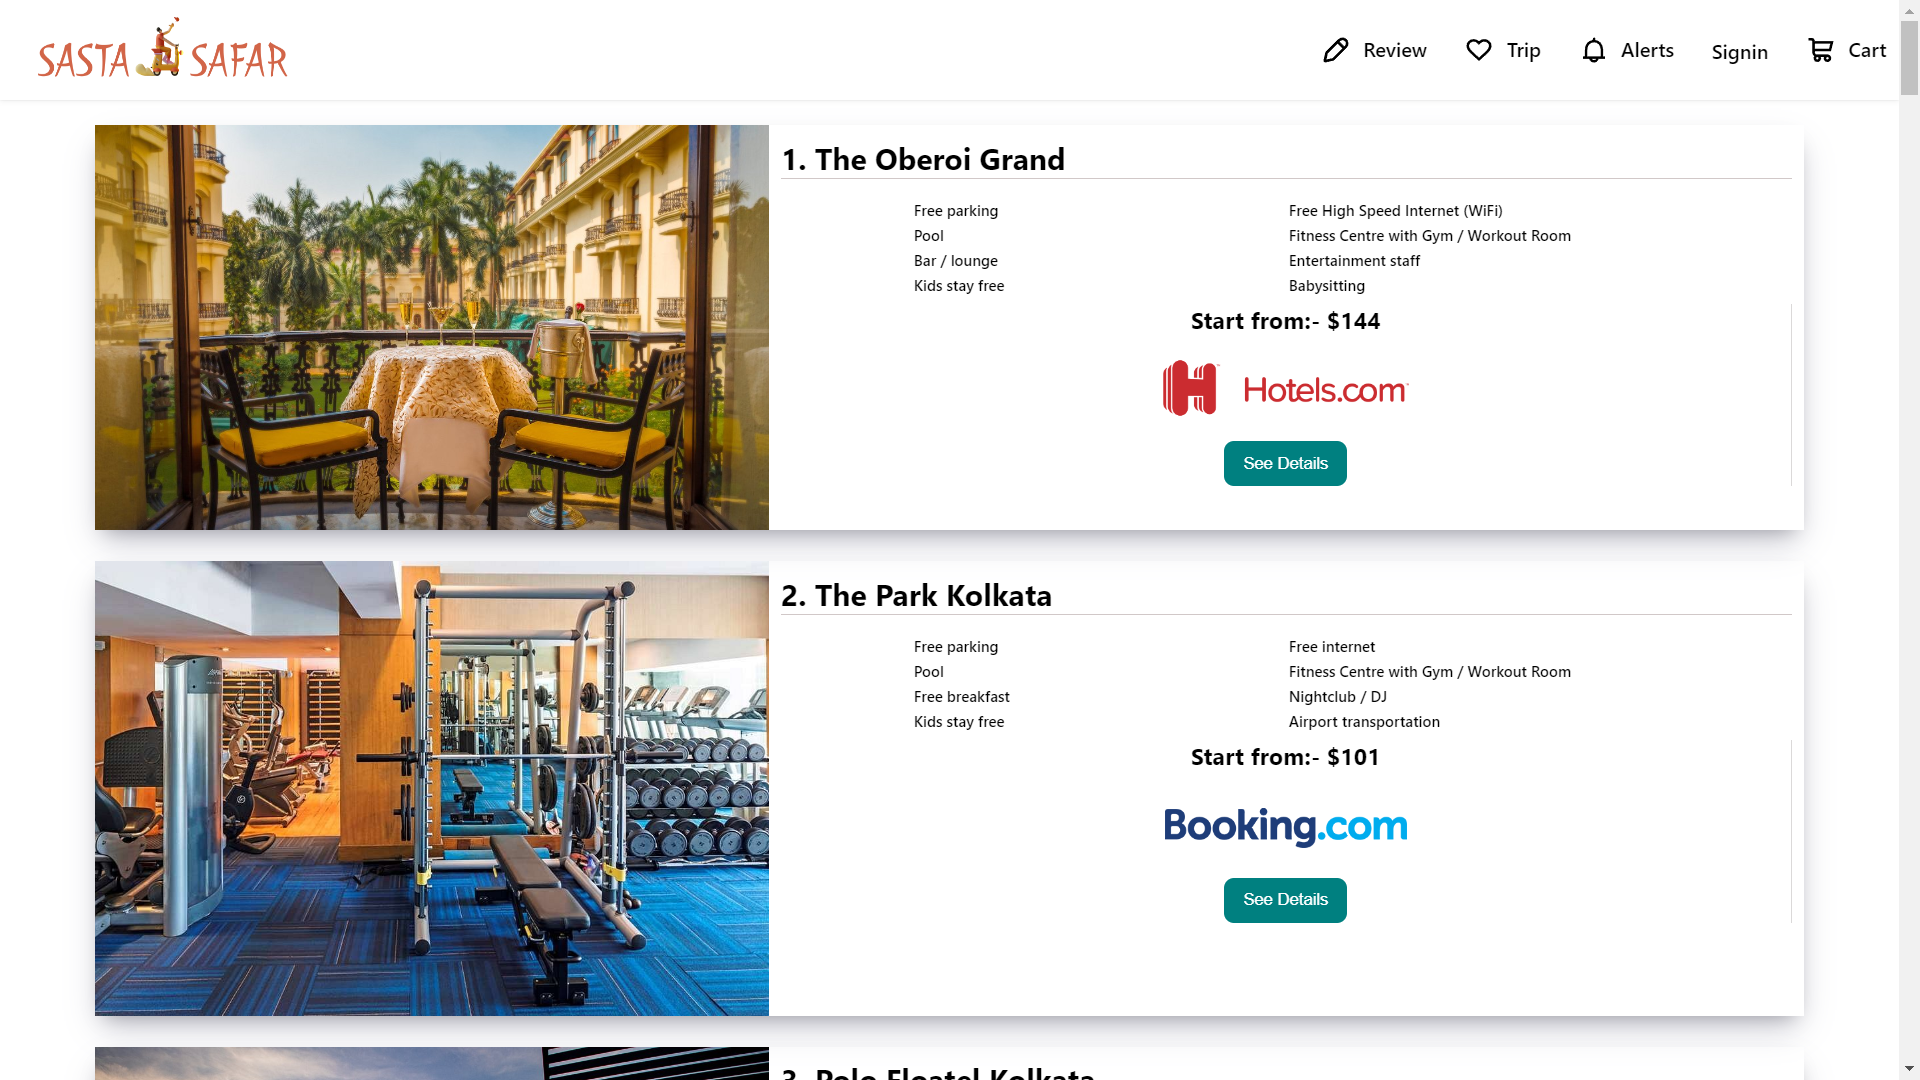 SASTA SAFAR
Review
Trip
Alerts
Signin
Cart
1. The Oberoi Grand
Free parking
Free High Speed Internet (WiFi)
Pool
Fitness Centre with Gym / Workout Room
Bar / lounge
Entertainment staff
Kids stay free
Babysitting
Start from:- $144
Hotels.com
See Details
2. The Park Kolkata
Free parking
Free internet
Pool
Fitness Centre with Gym / Workout Room
Free breakfast
Nightclub / DJ
Kids stay free
Airport transportation
Start from:- $101
Booking.com
See Details
3. Polo Floatel Kolkata